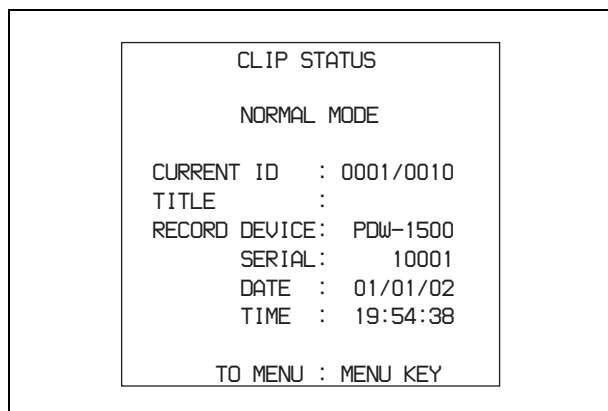 CLIP STATUS
NORMAL MODE
CURRENT ID : 0001/0010
TITLE :
RECORD DEVICE: PDW-1500
SERIAL: 10001
DATE : 01/01/02
TIME : 19:54:38
TO MENU : MENU KEY